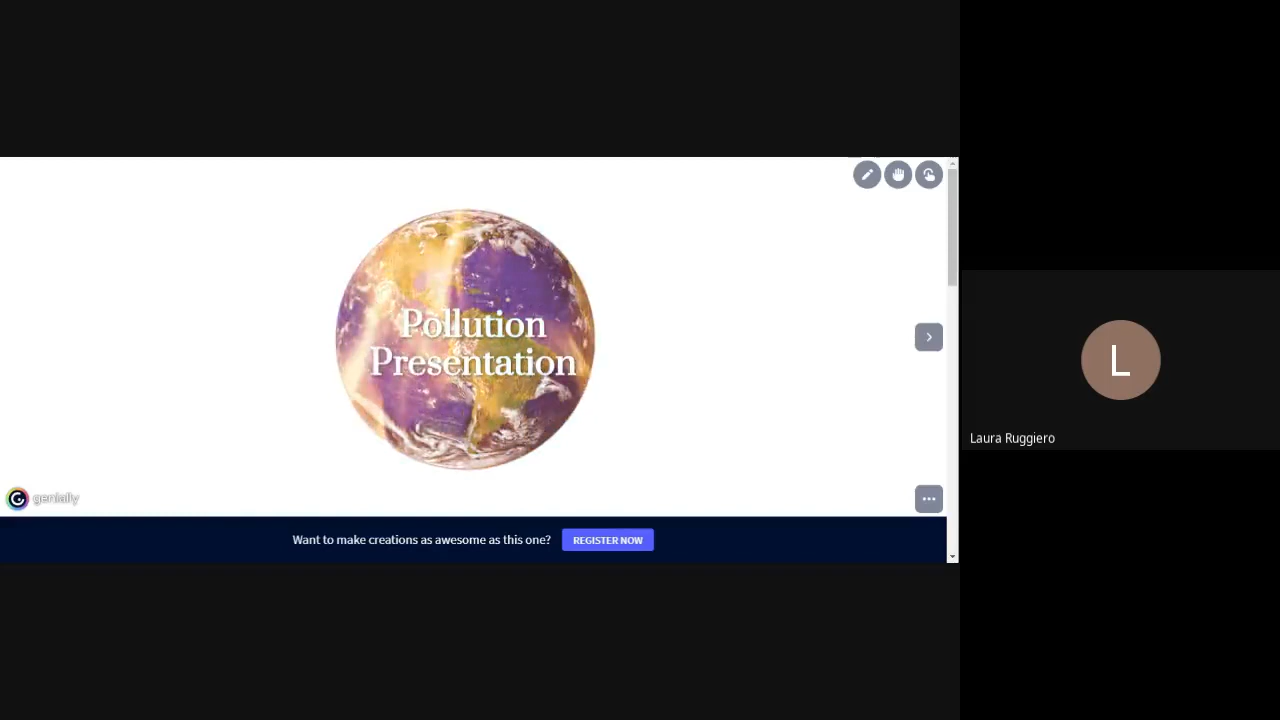 Pollution
Presentation
genially
Want to make creations as awesome as this one?
REGISTER NOW
L
Laura Ruggiero